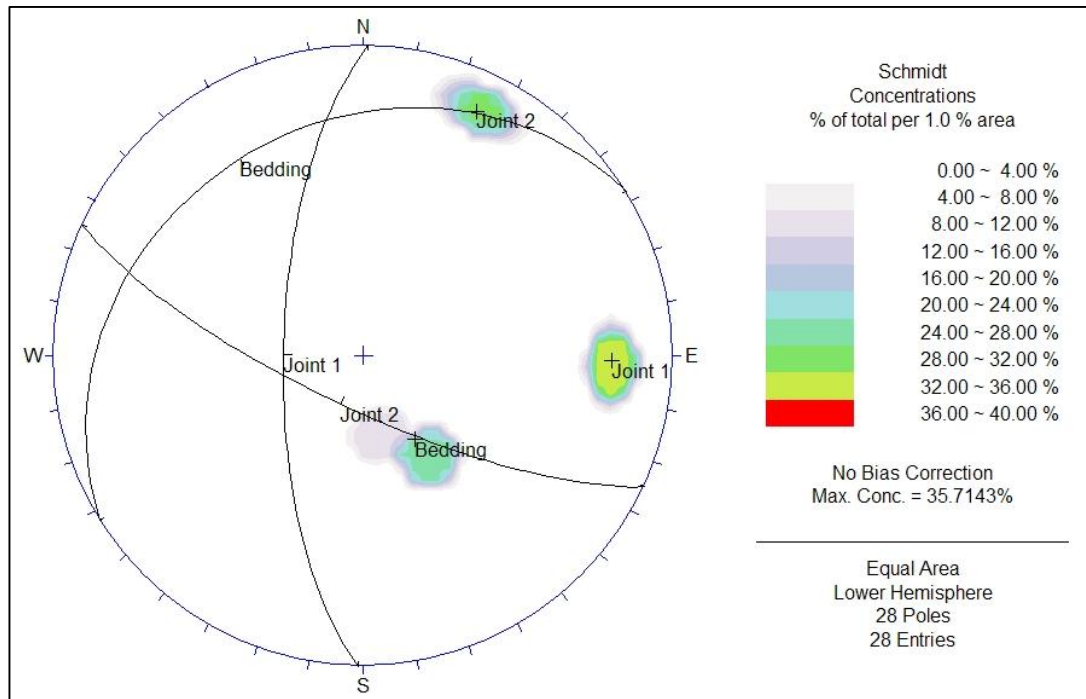 N
Joint 2
Bedding
W
E
Joint 1
Joint 1
Joint 2
Bedding
S
Schmidt
Concentrations
% of total per 1.0 % area
0.00 ~ 4.00 %
4.00 ~ 8.00 %
8.00 ~ 12.00 %
12.00 ~ 16.00 %
16.00 ~ 20.00 %
20.00 ~ 24.00 %
24.00 ~ 28.00 %
28.00 ~ 32.00 %
32.00 ~ 36.00 %
36.00 ~ 40.00 %
No Bias Correction
Max. Conc. = 35.7143%
Equal Area
Lower Hemisphere
28 Poles
28 Entries